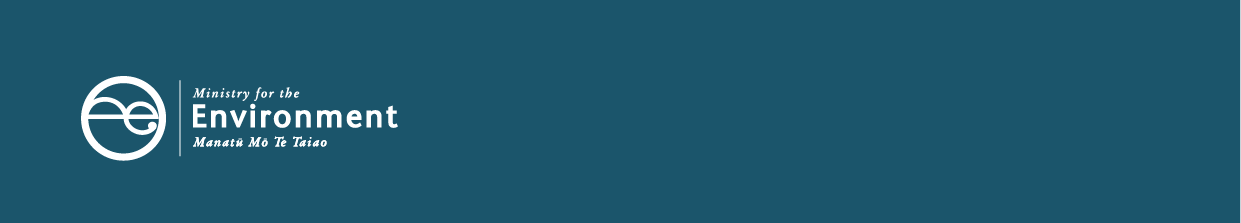 Ministry for the
Environment
Manatū Mō Te Taiao